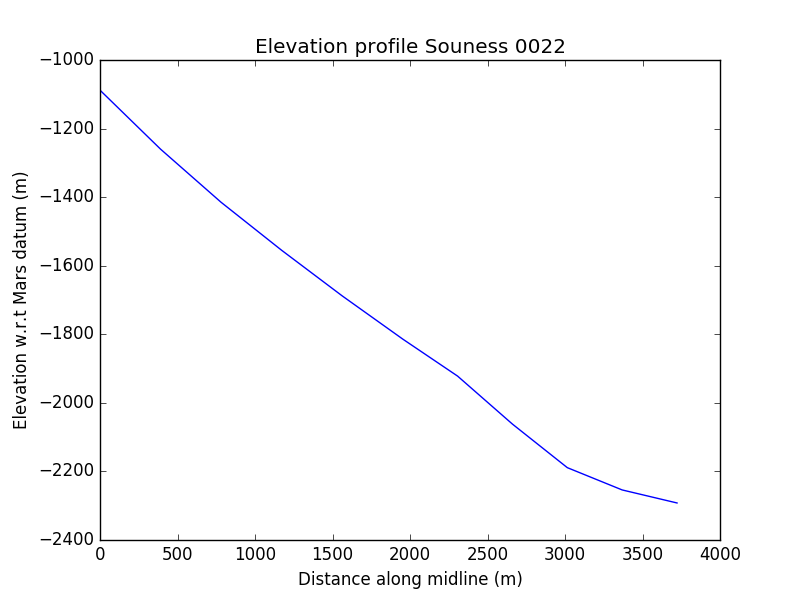 Elevation profile Souness 0022
−1000
−1200
−1400
−1600
−1800
−2000
−2200
−2400
Elevation w.r.t Mars datum (m)
0 500 1000 1500 2000 2500 3000 3500 4000
Distance along midline (m)